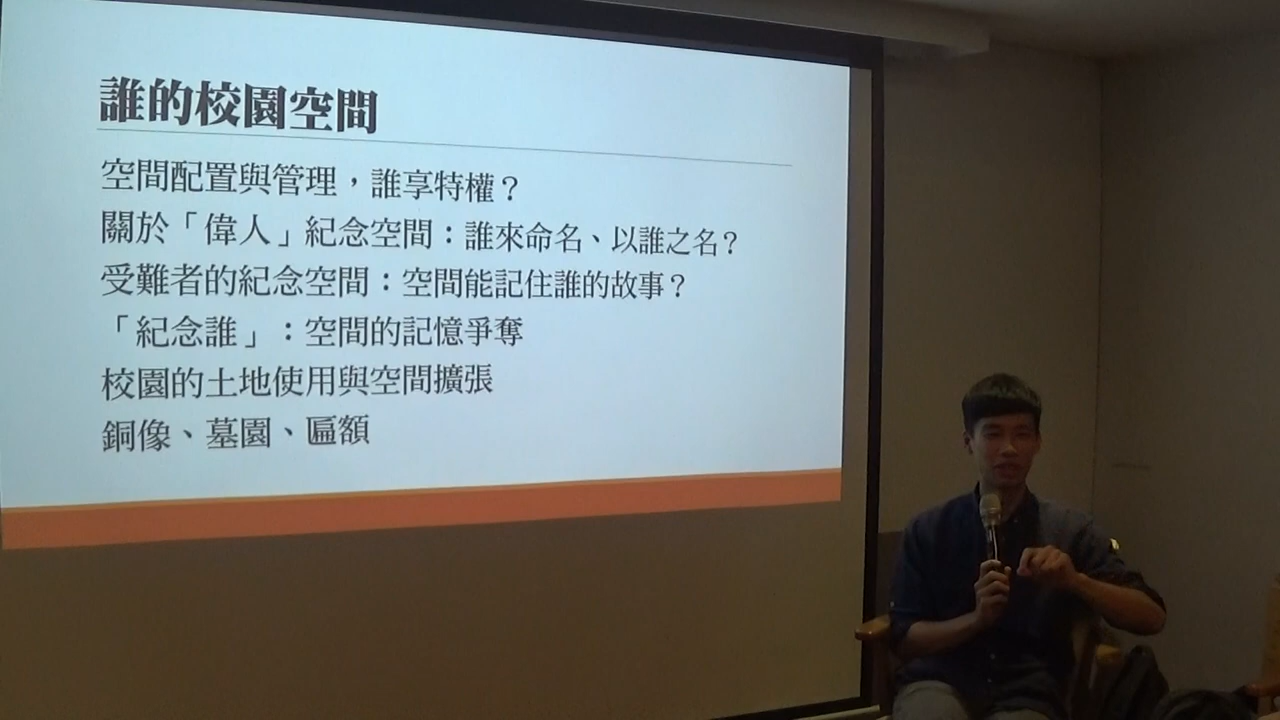 誰的校園空間
空間配置與管理，誰享特權？
關於「偉人」紀念空間：誰來命名、以誰之名？
受難者的紀念空間：空間能記住誰的故事？
「紀念誰」：空間的記憶爭奪
校園的土地使用與空間擴張
銅像、墓園、匾額